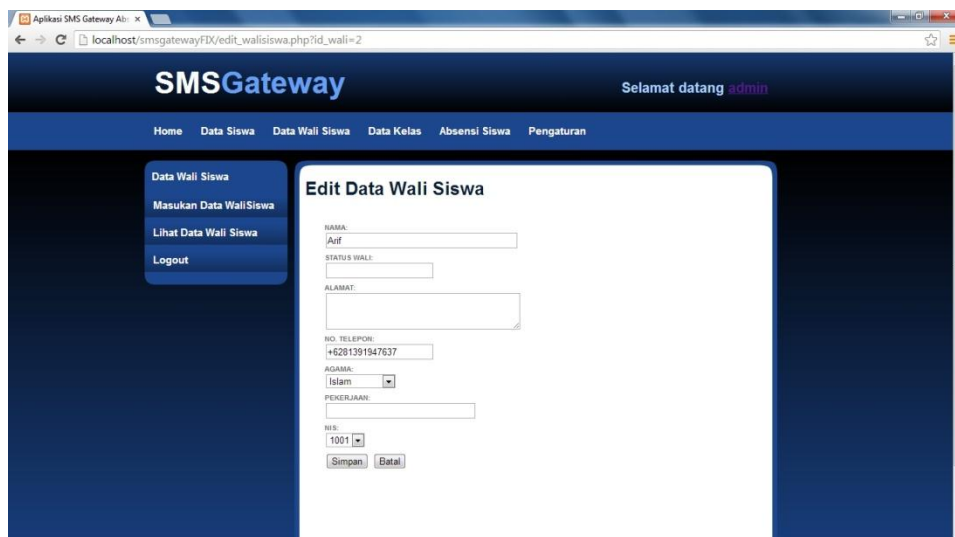 Aplikasi SMS Gateway Abs
localhost/smsgatewayFIX/edit_walisiswa.php?id_wali=2
SMSGateway
Selamat datang admin
Home Data Siswa Data Wali Siswa Data Kelas Absensi Siswa Pengaturan
Data Wali Siswa
Masukan Data WaliSiswa
Lihat Data Wali Siswa
Logout
Edit Data Wali Siswa
NAMA:
Arif
STATUS WALI:
ALAMAT:
NO. TELEPON:
+6281391947637
AGAMA:
Islam
PEKERJAAN:
NIS:
1001
Simpan Batal